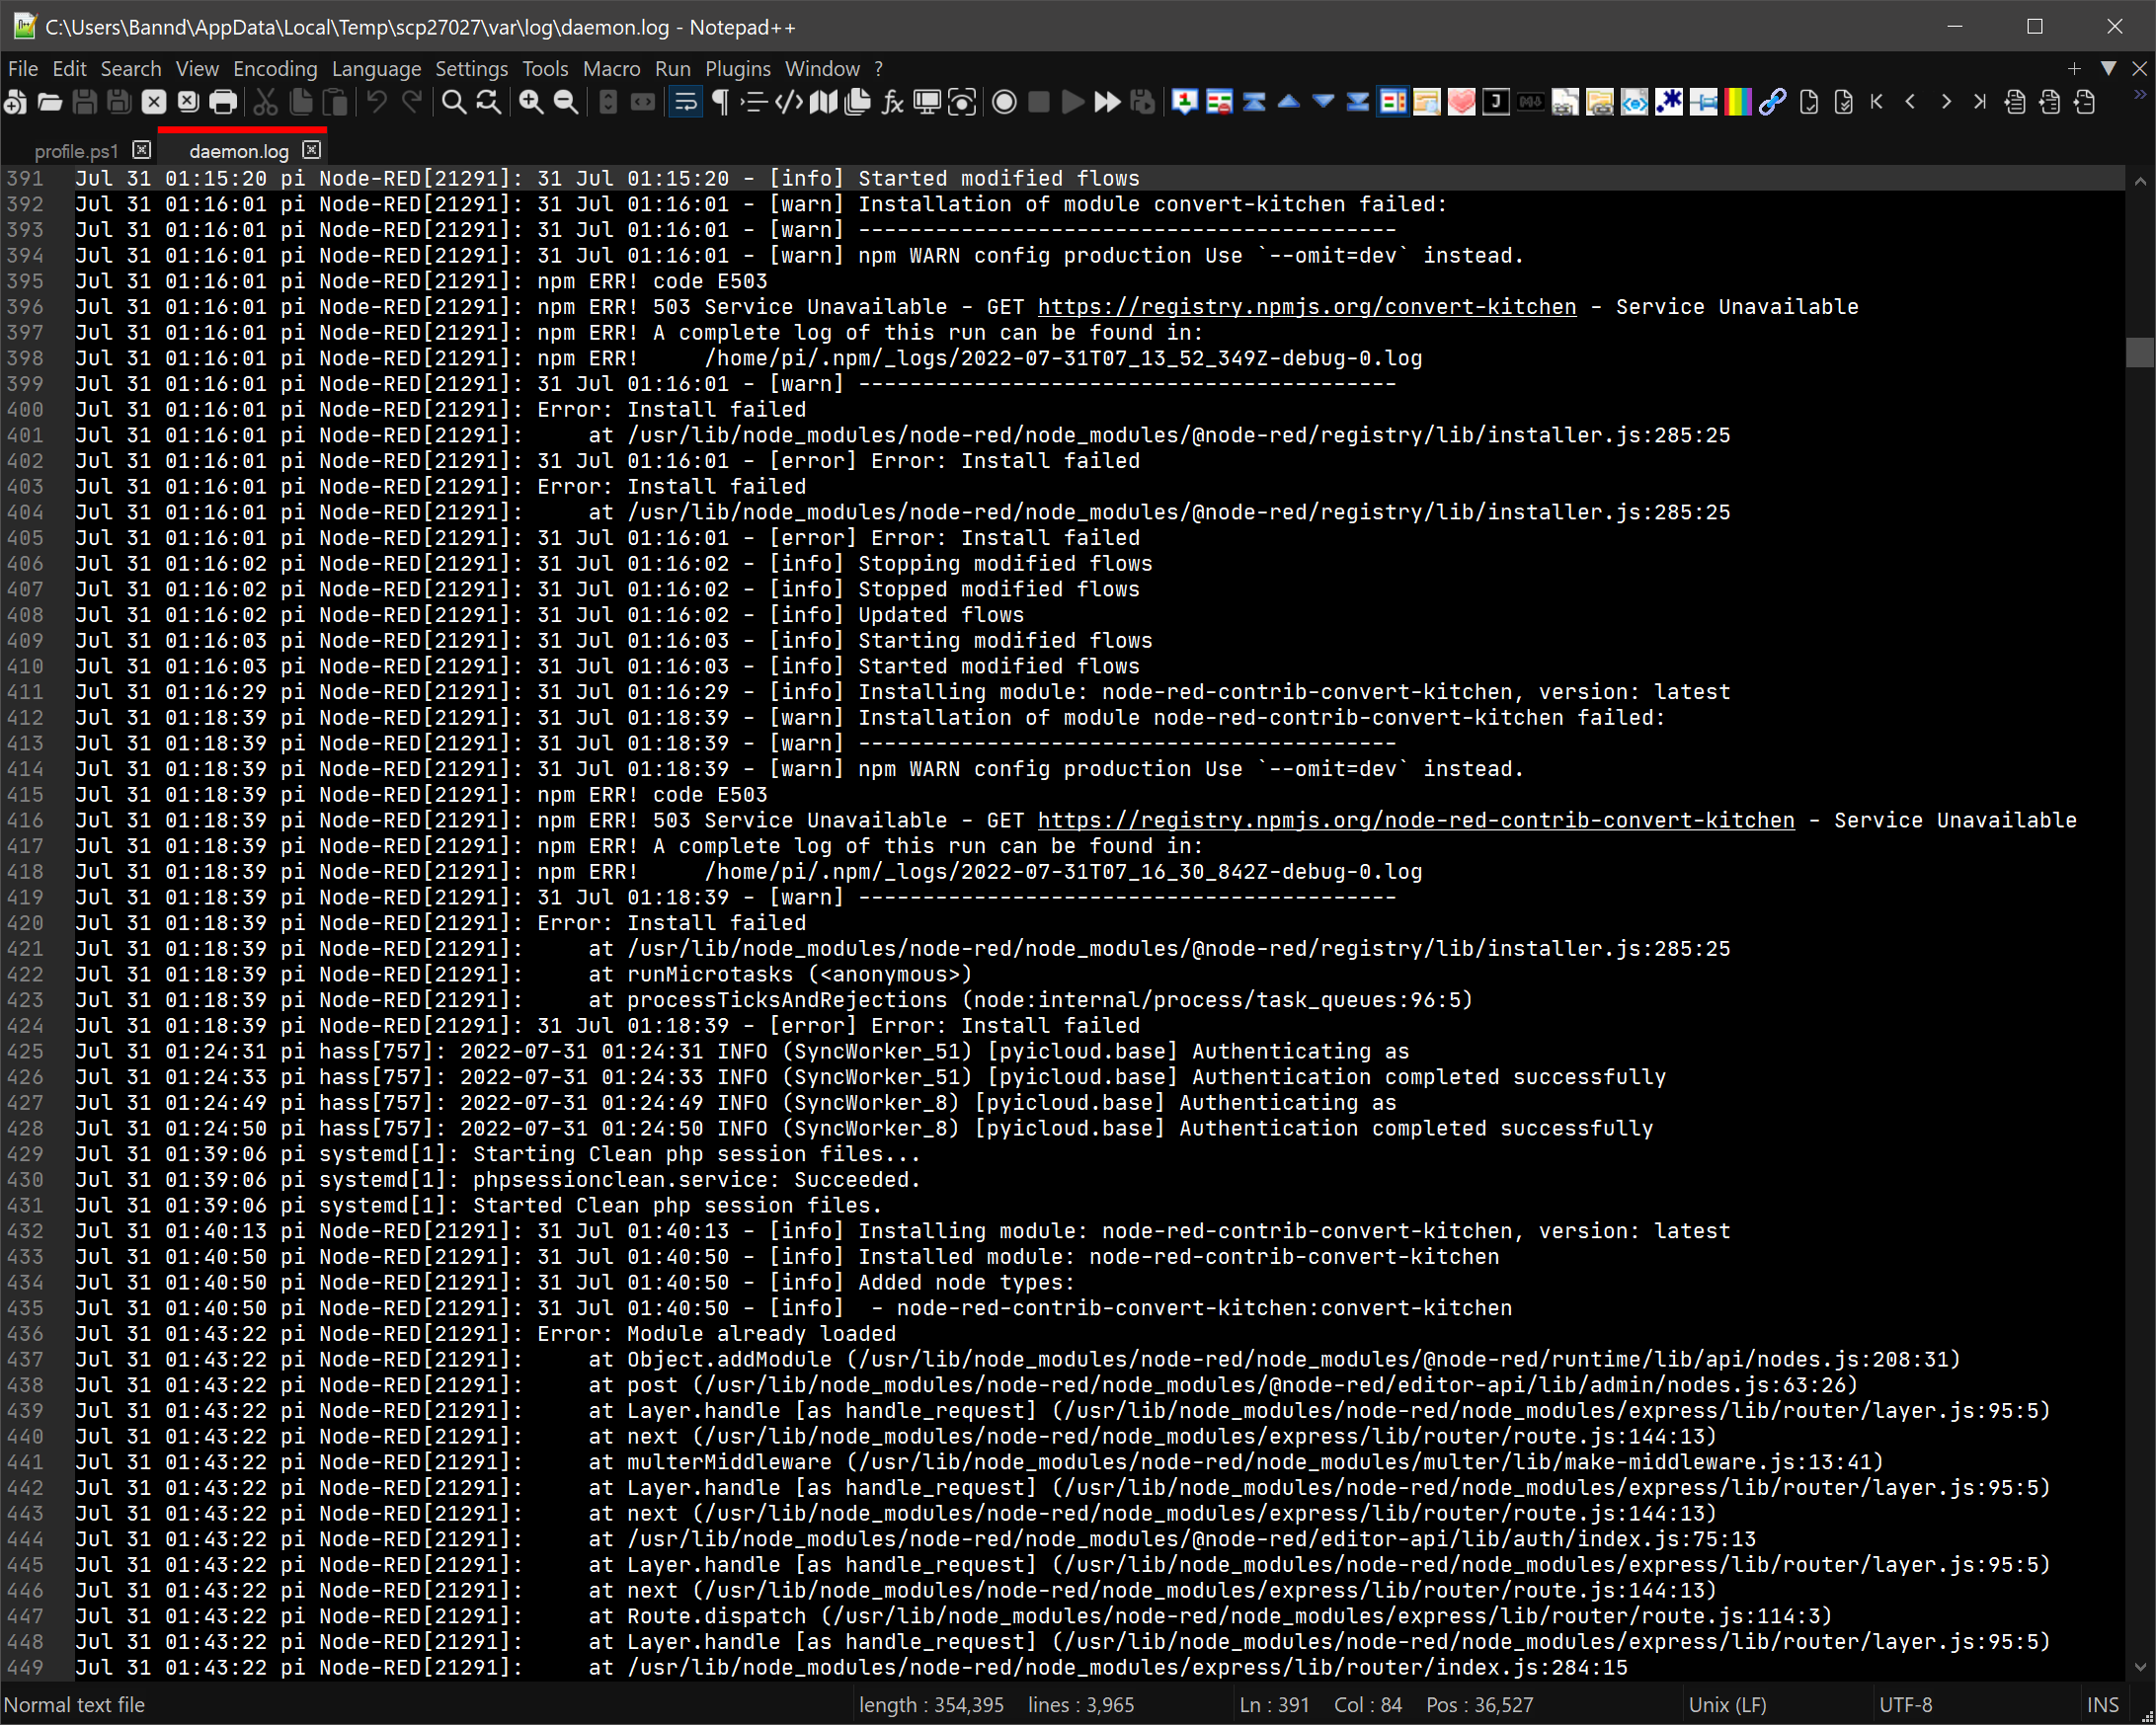 C:\Users\Bannd\AppData\Local\Temp\scp27027\var\log\daemon.log - Notepad++
File Edit Search View Encoding Language Settings Tools Macro Run Plugins Window ?
profile.ps1 daemon.log
391 Jul 31 01:15:20 pi Node-RED[21291]: 31 Jul 01:15:20 - [info] Started modified flows
392 Jul 31 01:16:01 pi Node-RED[21291]: 31 Jul 01:16:01 - [warn] Installation of module convert-kitchen failed:
393 Jul 31 01:16:01 pi Node-RED[21291]: 31 Jul 01:16:01 - [warn] ------------------------------------------
394 Jul 31 01:16:01 pi Node-RED[21291]: 31 Jul 01:16:01 - [warn] npm WARN config production Use `--omit=dev` instead.
395 Jul 31 01:16:01 pi Node-RED[21291]: npm ERR! code E503
396 Jul 31 01:16:01 pi Node-RED[21291]: npm ERR! 503 Service Unavailable - GET https://registry.npmjs.org/convert-kitchen - Service Unavailable
397 Jul 31 01:16:01 pi Node-RED[21291]: npm ERR! A complete log of this run can be found in:
398 Jul 31 01:16:01 pi Node-RED[21291]: npm ERR!     /home/pi/.npm/_logs/2022-07-31T07_13_52_349Z-debug-0.log
399 Jul 31 01:16:01 pi Node-RED[21291]: 31 Jul 01:16:01 - [warn] ------------------------------------------
400 Jul 31 01:16:01 pi Node-RED[21291]: Error: Install failed
401 Jul 31 01:16:01 pi Node-RED[21291]:     at /usr/lib/node_modules/node-red/node_modules/@node-red/registry/lib/installer.js:285:25
402 Jul 31 01:16:01 pi Node-RED[21291]: 31 Jul 01:16:01 - [error] Error: Install failed
403 Jul 31 01:16:01 pi Node-RED[21291]: Error: Install failed
404 Jul 31 01:16:01 pi Node-RED[21291]:     at /usr/lib/node_modules/node-red/node_modules/@node-red/registry/lib/installer.js:285:25
405 Jul 31 01:16:01 pi Node-RED[21291]: 31 Jul 01:16:01 - [error] Error: Install failed
406 Jul 31 01:16:02 pi Node-RED[21291]: 31 Jul 01:16:02 - [info] Stopping modified flows
407 Jul 31 01:16:02 pi Node-RED[21291]: 31 Jul 01:16:02 - [info] Stopped modified flows
408 Jul 31 01:16:02 pi Node-RED[21291]: 31 Jul 01:16:02 - [info] Updated flows
409 Jul 31 01:16:03 pi Node-RED[21291]: 31 Jul 01:16:03 - [info] Starting modified flows
410 Jul 31 01:16:03 pi Node-RED[21291]: 31 Jul 01:16:03 - [info] Started modified flows
411 Jul 31 01:16:29 pi Node-RED[21291]: 31 Jul 01:16:29 - [info] Installing module: node-red-contrib-convert-kitchen, version: latest
412 Jul 31 01:18:39 pi Node-RED[21291]: 31 Jul 01:18:39 - [warn] Installation of module node-red-contrib-convert-kitchen failed:
413 Jul 31 01:18:39 pi Node-RED[21291]: 31 Jul 01:18:39 - [warn] ------------------------------------------
414 Jul 31 01:18:39 pi Node-RED[21291]: 31 Jul 01:18:39 - [warn] npm WARN config production Use `--omit=dev` instead.
415 Jul 31 01:18:39 pi Node-RED[21291]: npm ERR! code E503
416 Jul 31 01:18:39 pi Node-RED[21291]: npm ERR! 503 Service Unavailable - GET https://registry.npmjs.org/node-red-contrib-convert-kitchen - Service Unavailable
417 Jul 31 01:18:39 pi Node-RED[21291]: npm ERR! A complete log of this run can be found in:
418 Jul 31 01:18:39 pi Node-RED[21291]: npm ERR!     /home/pi/.npm/_logs/2022-07-31T07_16_30_842Z-debug-0.log
419 Jul 31 01:18:39 pi Node-RED[21291]: 31 Jul 01:18:39 - [warn] ------------------------------------------
420 Jul 31 01:18:39 pi Node-RED[21291]: Error: Install failed
421 Jul 31 01:18:39 pi Node-RED[21291]:     at /usr/lib/node_modules/node-red/node_modules/@node-red/registry/lib/installer.js:285:25
422 Jul 31 01:18:39 pi Node-RED[21291]:     at runMicrotasks (<anonymous>)
423 Jul 31 01:18:39 pi Node-RED[21291]:     at processTicksAndRejections (node:internal/process/task_queues:96:5)
424 Jul 31 01:18:39 pi Node-RED[21291]: 31 Jul 01:18:39 - [error] Error: Install failed
425 Jul 31 01:24:31 pi hass[757]: 2022-07-31 01:24:31 INFO (SyncWorker_51) [pyicloud.base] Authenticating as
426 Jul 31 01:24:33 pi hass[757]: 2022-07-31 01:24:33 INFO (SyncWorker_51) [pyicloud.base] Authentication completed successfully
427 Jul 31 01:24:49 pi hass[757]: 2022-07-31 01:24:49 INFO (SyncWorker_8) [pyicloud.base] Authenticating as
428 Jul 31 01:24:50 pi hass[757]: 2022-07-31 01:24:50 INFO (SyncWorker_8) [pyicloud.base] Authentication completed successfully
429 Jul 31 01:39:06 pi systemd[1]: Starting Clean php session files...
430 Jul 31 01:39:06 pi systemd[1]: phpsessionclean.service: Succeeded.
431 Jul 31 01:39:06 pi systemd[1]: Started Clean php session files.
432 Jul 31 01:40:13 pi Node-RED[21291]: 31 Jul 01:40:13 - [info] Installing module: node-red-contrib-convert-kitchen, version: latest
433 Jul 31 01:40:50 pi Node-RED[21291]: 31 Jul 01:40:50 - [info] Installed module: node-red-contrib-convert-kitchen
434 Jul 31 01:40:50 pi Node-RED[21291]: 31 Jul 01:40:50 - [info] Added node types:
435 Jul 31 01:40:50 pi Node-RED[21291]: 31 Jul 01:40:50 - [info]  - node-red-contrib-convert-kitchen:convert-kitchen
436 Jul 31 01:43:22 pi Node-RED[21291]: Error: Module already loaded
437 Jul 31 01:43:22 pi Node-RED[21291]:     at Object.addModule (/usr/lib/node_modules/node-red/node_modules/@node-red/runtime/lib/api/nodes.js:208:31)
438 Jul 31 01:43:22 pi Node-RED[21291]:     at post (/usr/lib/node_modules/node-red/node_modules/@node-red/editor-api/lib/admin/nodes.js:63:26)
439 Jul 31 01:43:22 pi Node-RED[21291]:     at Layer.handle [as handle_request] (/usr/lib/node_modules/node-red/node_modules/express/lib/router/layer.js:95:5)
440 Jul 31 01:43:22 pi Node-RED[21291]:     at next (/usr/lib/node_modules/node-red/node_modules/express/lib/router/route.js:144:13)
441 Jul 31 01:43:22 pi Node-RED[21291]:     at multerMiddleware (/usr/lib/node_modules/node-red/node_modules/multer/lib/make-middleware.js:13:41)
442 Jul 31 01:43:22 pi Node-RED[21291]:     at Layer.handle [as handle_request] (/usr/lib/node_modules/node-red/node_modules/express/lib/router/layer.js:95:5)
443 Jul 31 01:43:22 pi Node-RED[21291]:     at next (/usr/lib/node_modules/node-red/node_modules/express/lib/router/route.js:144:13)
444 Jul 31 01:43:22 pi Node-RED[21291]:     at /usr/lib/node_modules/node-red/node_modules/@node-red/editor-api/lib/auth/index.js:75:13
445 Jul 31 01:43:22 pi Node-RED[21291]:     at Layer.handle [as handle_request] (/usr/lib/node_modules/node-red/node_modules/express/lib/router/layer.js:95:5)
446 Jul 31 01:43:22 pi Node-RED[21291]:     at next (/usr/lib/node_modules/node-red/node_modules/express/lib/router/route.js:144:13)
447 Jul 31 01:43:22 pi Node-RED[21291]:     at Route.dispatch (/usr/lib/node_modules/node-red/node_modules/express/lib/router/route.js:114:3)
448 Jul 31 01:43:22 pi Node-RED[21291]:     at Layer.handle [as handle_request] (/usr/lib/node_modules/node-red/node_modules/express/lib/router/layer.js:95:5)
449 Jul 31 01:43:22 pi Node-RED[21291]:     at /usr/lib/node_modules/node-red/node_modules/express/lib/router/index.js:284:15
Normal text file length : 354,395 lines : 3,965 Ln : 391 Col : 84 Pos : 36,527 Unix (LF) UTF-8 INS